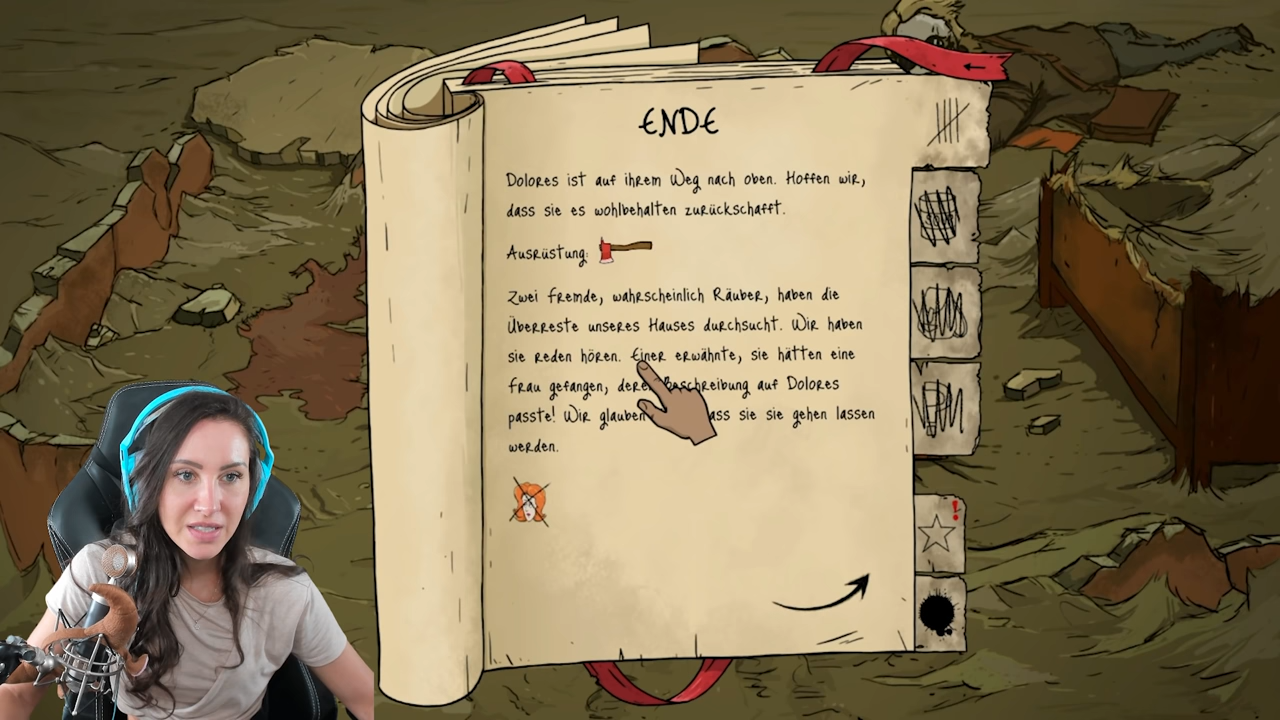 ENDE
Dolores ist auf ihrem Weg nach oben. Hoffen wir,
dass sie es wohlbehalten zurückschafft.
Ausrüstung:
Zwei Fremde, wahrscheinlich Räuber, haben die
Überreste unseres Hauses durchsucht. Wir haben
sie reden hören. Einer erwähnte, sie hätten eine
Frau gefangen, deren Beschreibung auf Dolores
passte! Wir glauben dass sie sie gehen lassen
werden.